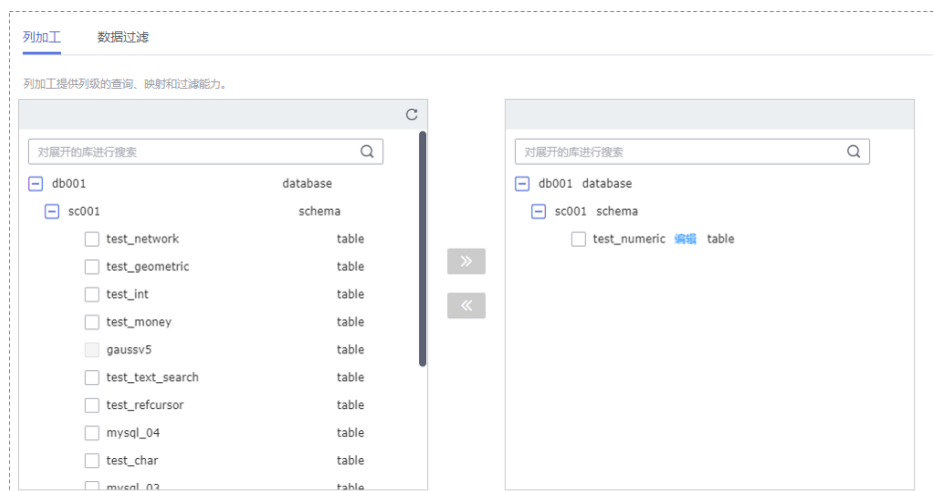 列加工 数据过滤
列加工提供列级的查询、映射和过滤能力。
对展开的库进行搜索
db001 database
sc001 schema
test_network table
test_geometric table
test_int table
test_money table
gaussv5 table
test_text_search table
test_refcursor table
mysql_04 table
test_char table
mysql_03 table
对展开的库进行搜索
db001 database
sc001 schema
test_numeric 编辑 table